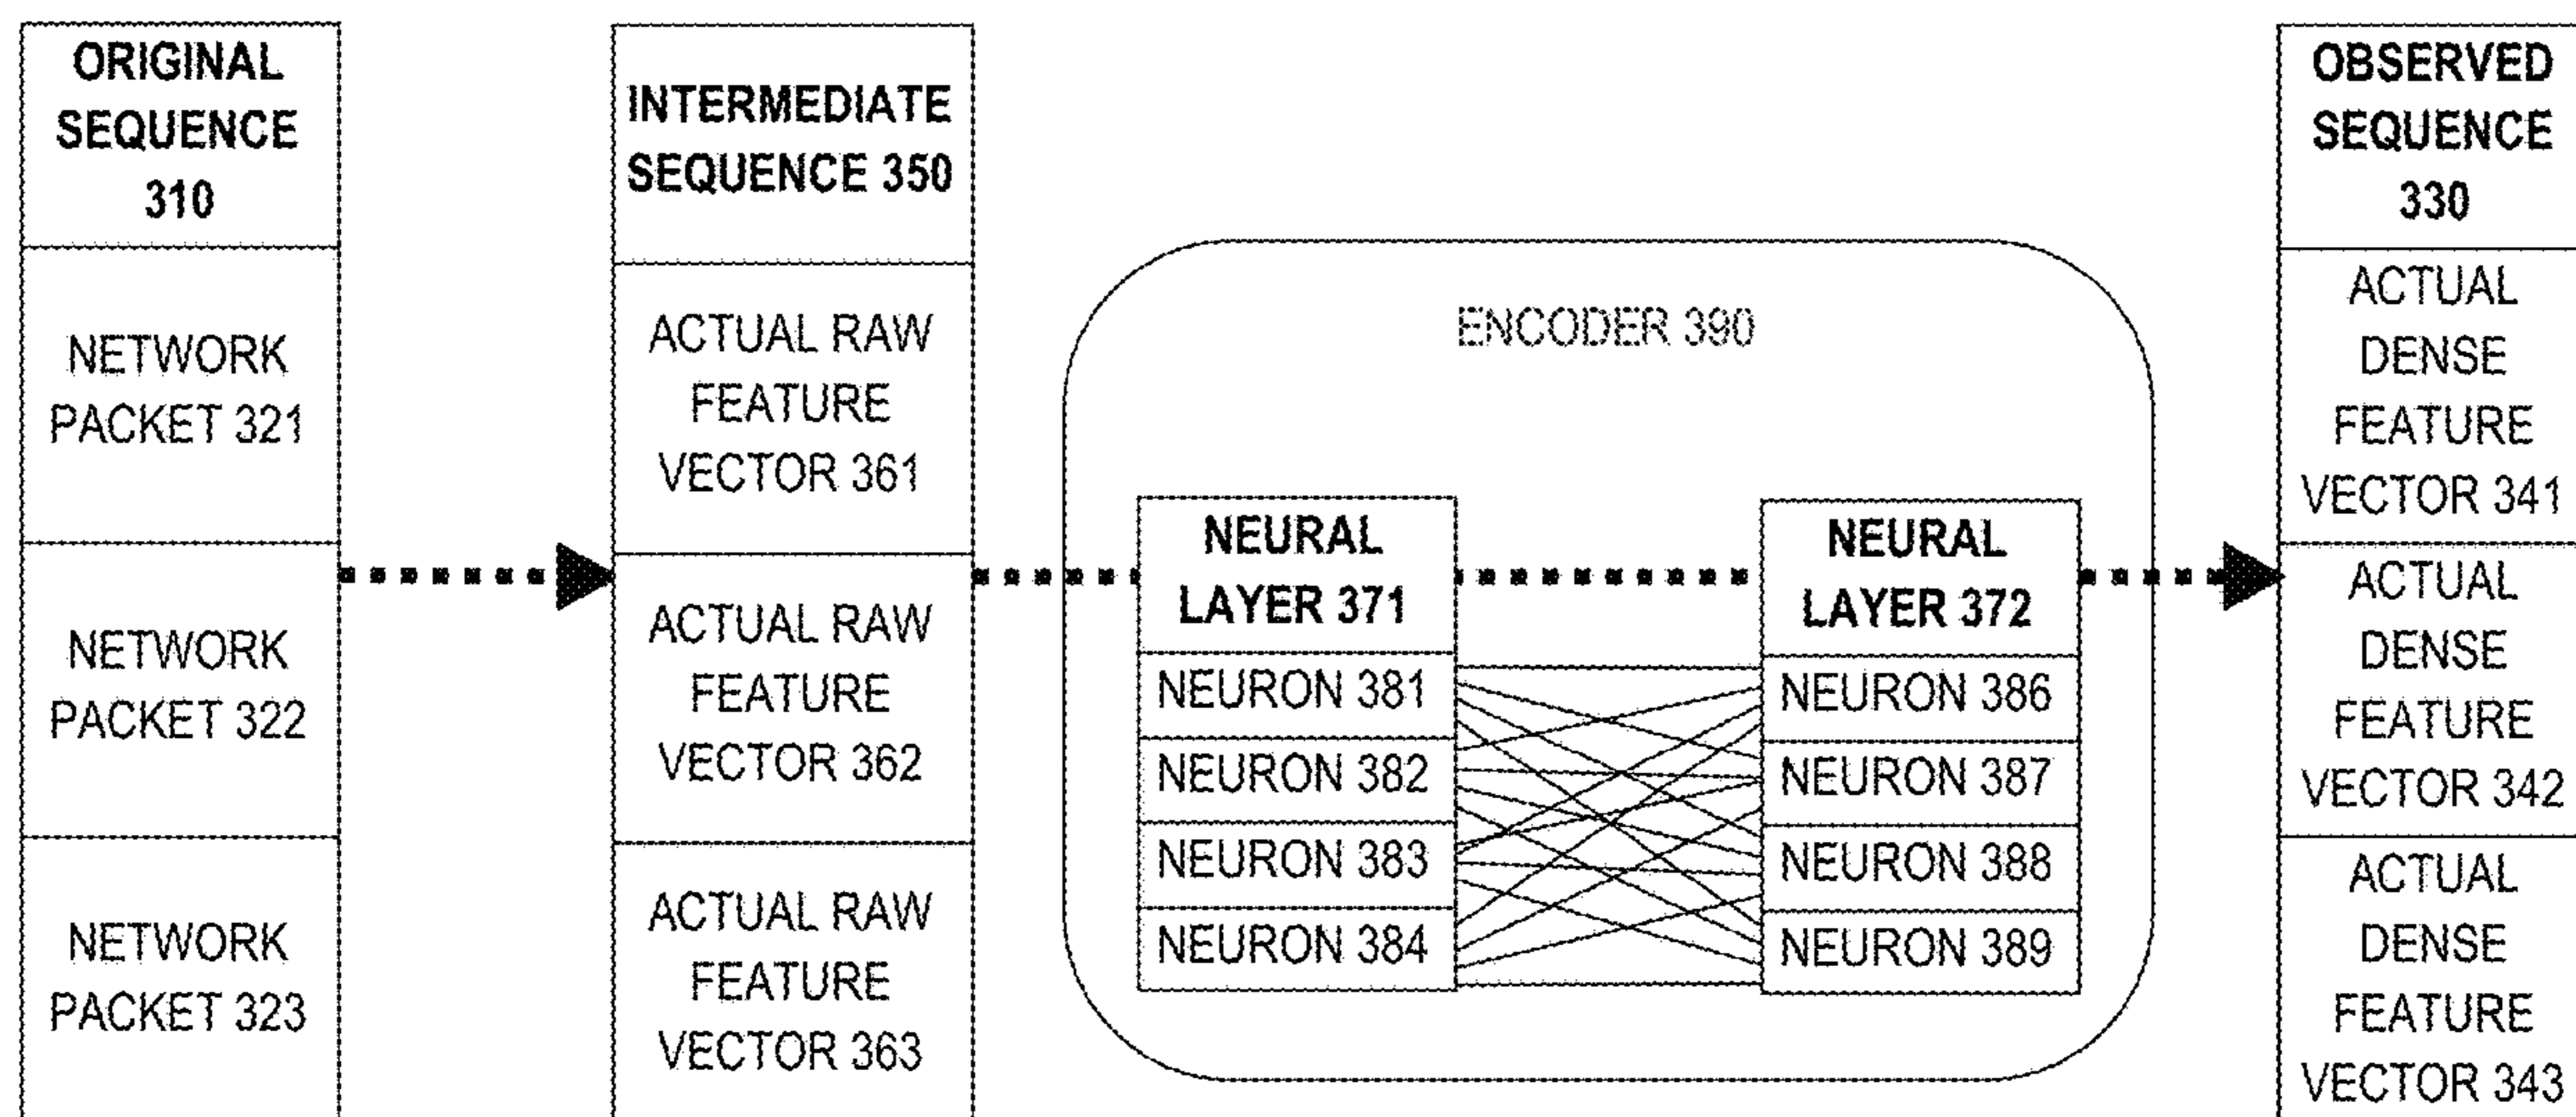 ORIGINAL
SEQUENCE
310
NETWORK
PACKET 321
NETWORK
PACKET 322
NETWORK
PACKET 323
INTERMEDIATE
SEQUENCE 350
ACTUAL RAW
FEATURE
VECTOR 361
ACTUAL RAW
FEATURE
VECTOR 362
ACTUAL RAW
FEATURE
VECTOR 363
ENCODER 390
NEURAL
LAYER 371
NEURON 381
NEURON 382
NEURON 383
NEURON 384
NEURAL
LAYER 372
NEURON 386
NEURON 387
NEURON 388
NEURON 389
OBSERVED
SEQUENCE
330
ACTUAL
DENSE
FEATURE
VECTOR 341
ACTUAL
DENSE
FEATURE
VECTOR 342
ACTUAL
DENSE
FEATURE
VECTOR 343